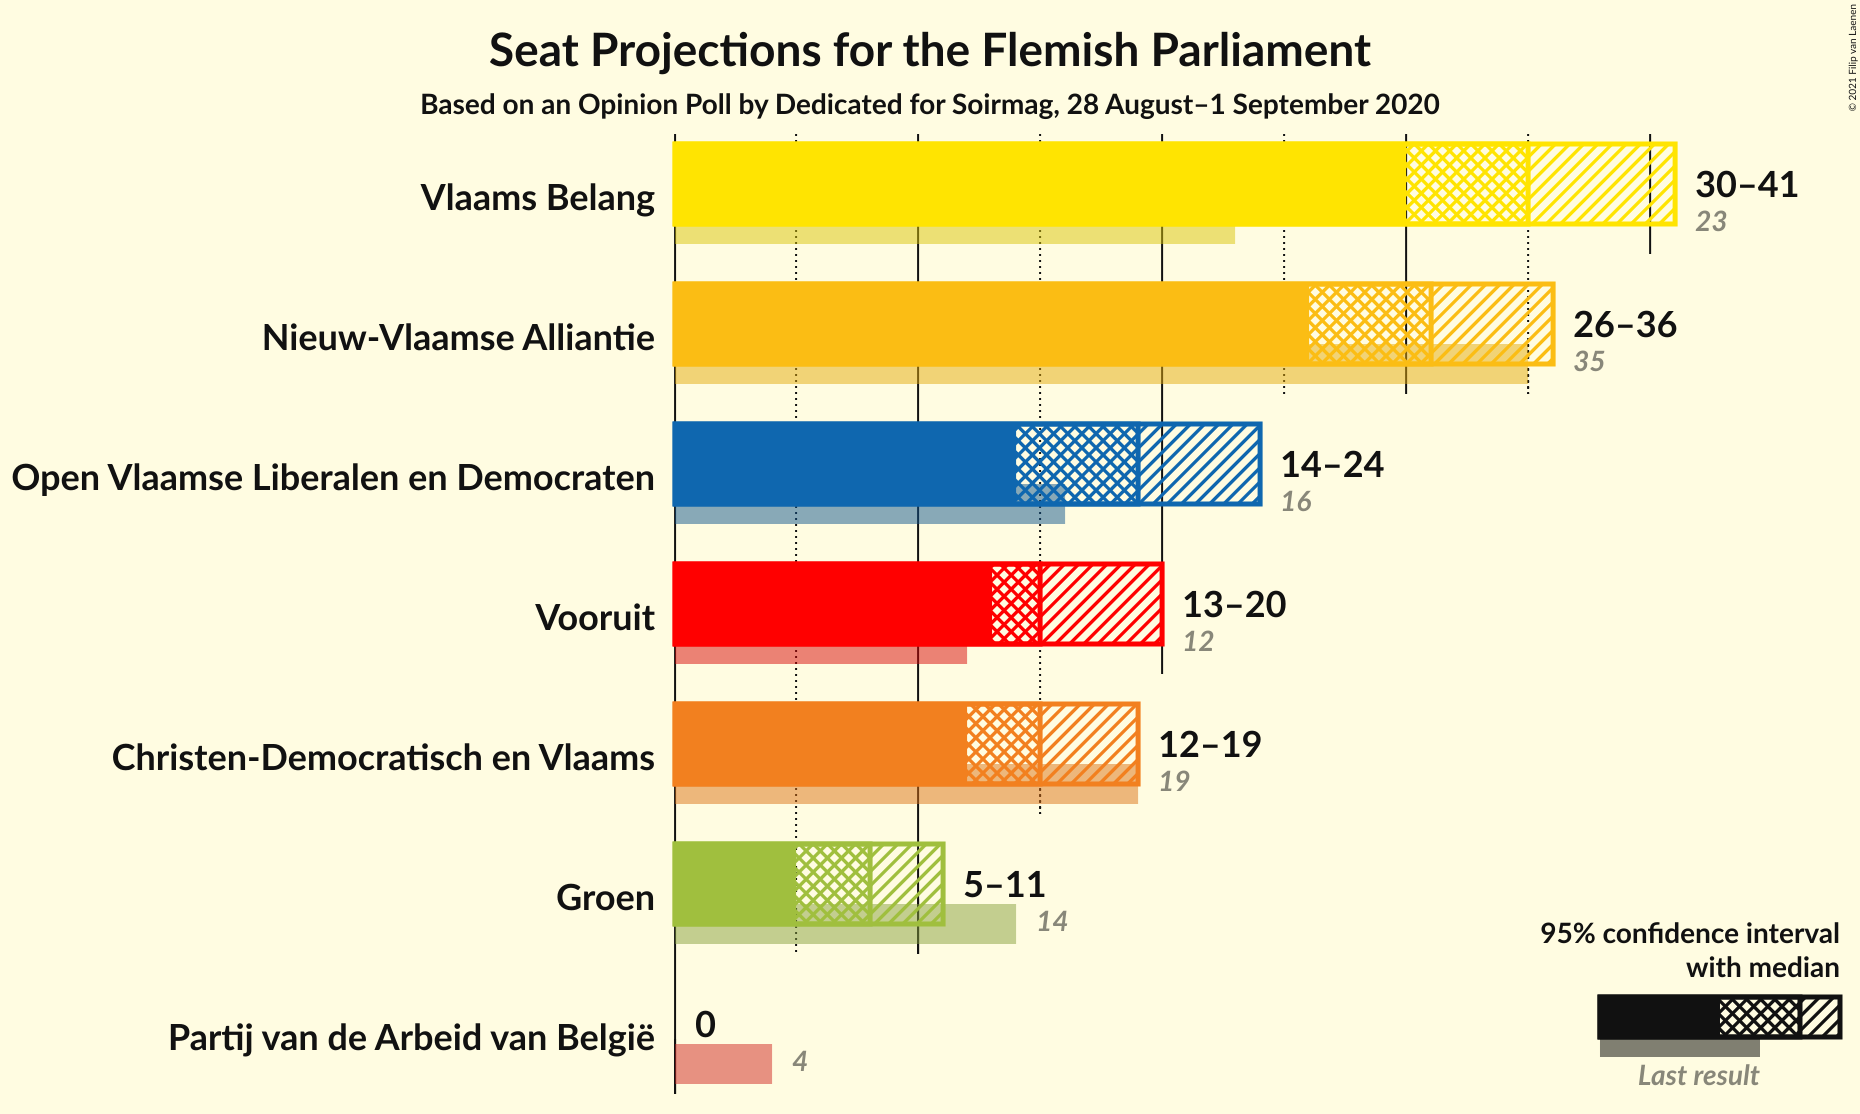 Seat Projections for the Flemish Parliament
Based on an Opinion Poll by Dedicated for Soirmag, 28 August–1 September 2020
© 2021 Filip van Laenen
Vlaams Belang
30–41
23
Nieuw-Vlaamse Alliantie
26–36
35
Open Vlaamse Liberalen en Democraten
14–24
16
Vooruit
13–20
12
Christen-Democratisch en Vlaams
12–19
19
Groen
5–11
14
Partij van de Arbeid van België
0
4
95% confidence interval
with median
Last result